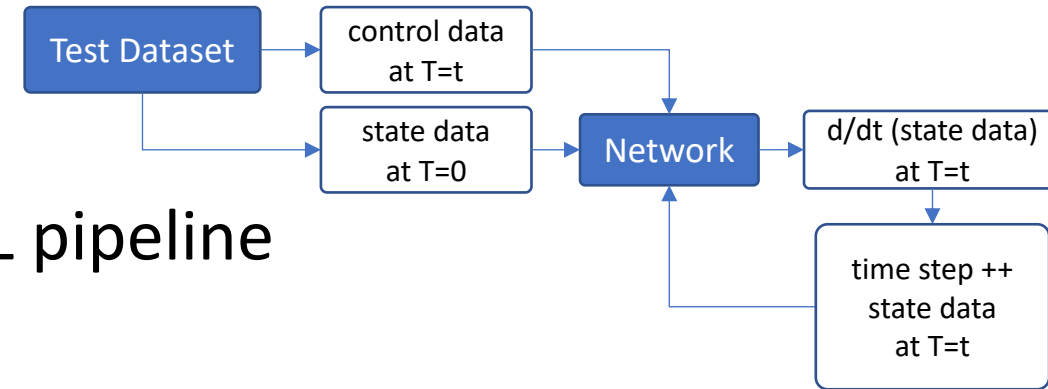 Test Dataset
control data
at T=t
state data
at T=0
Network
d/dt (state data)
at T=t
pipeline
time step ++
state data
at T=t